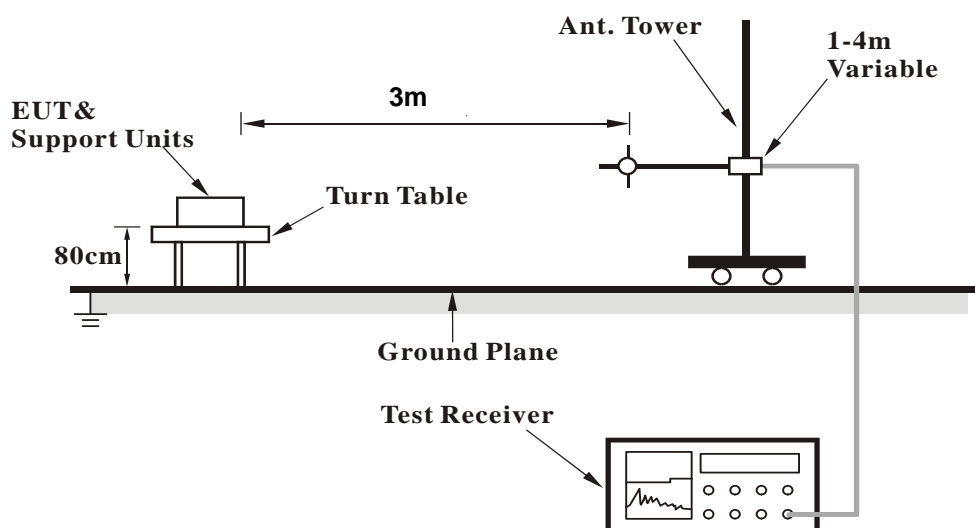 Ant. Tower
1-4m
Variable
3m
EUT&
Support Units
Turn Table
80cm
Ground Plane
Test Receiver